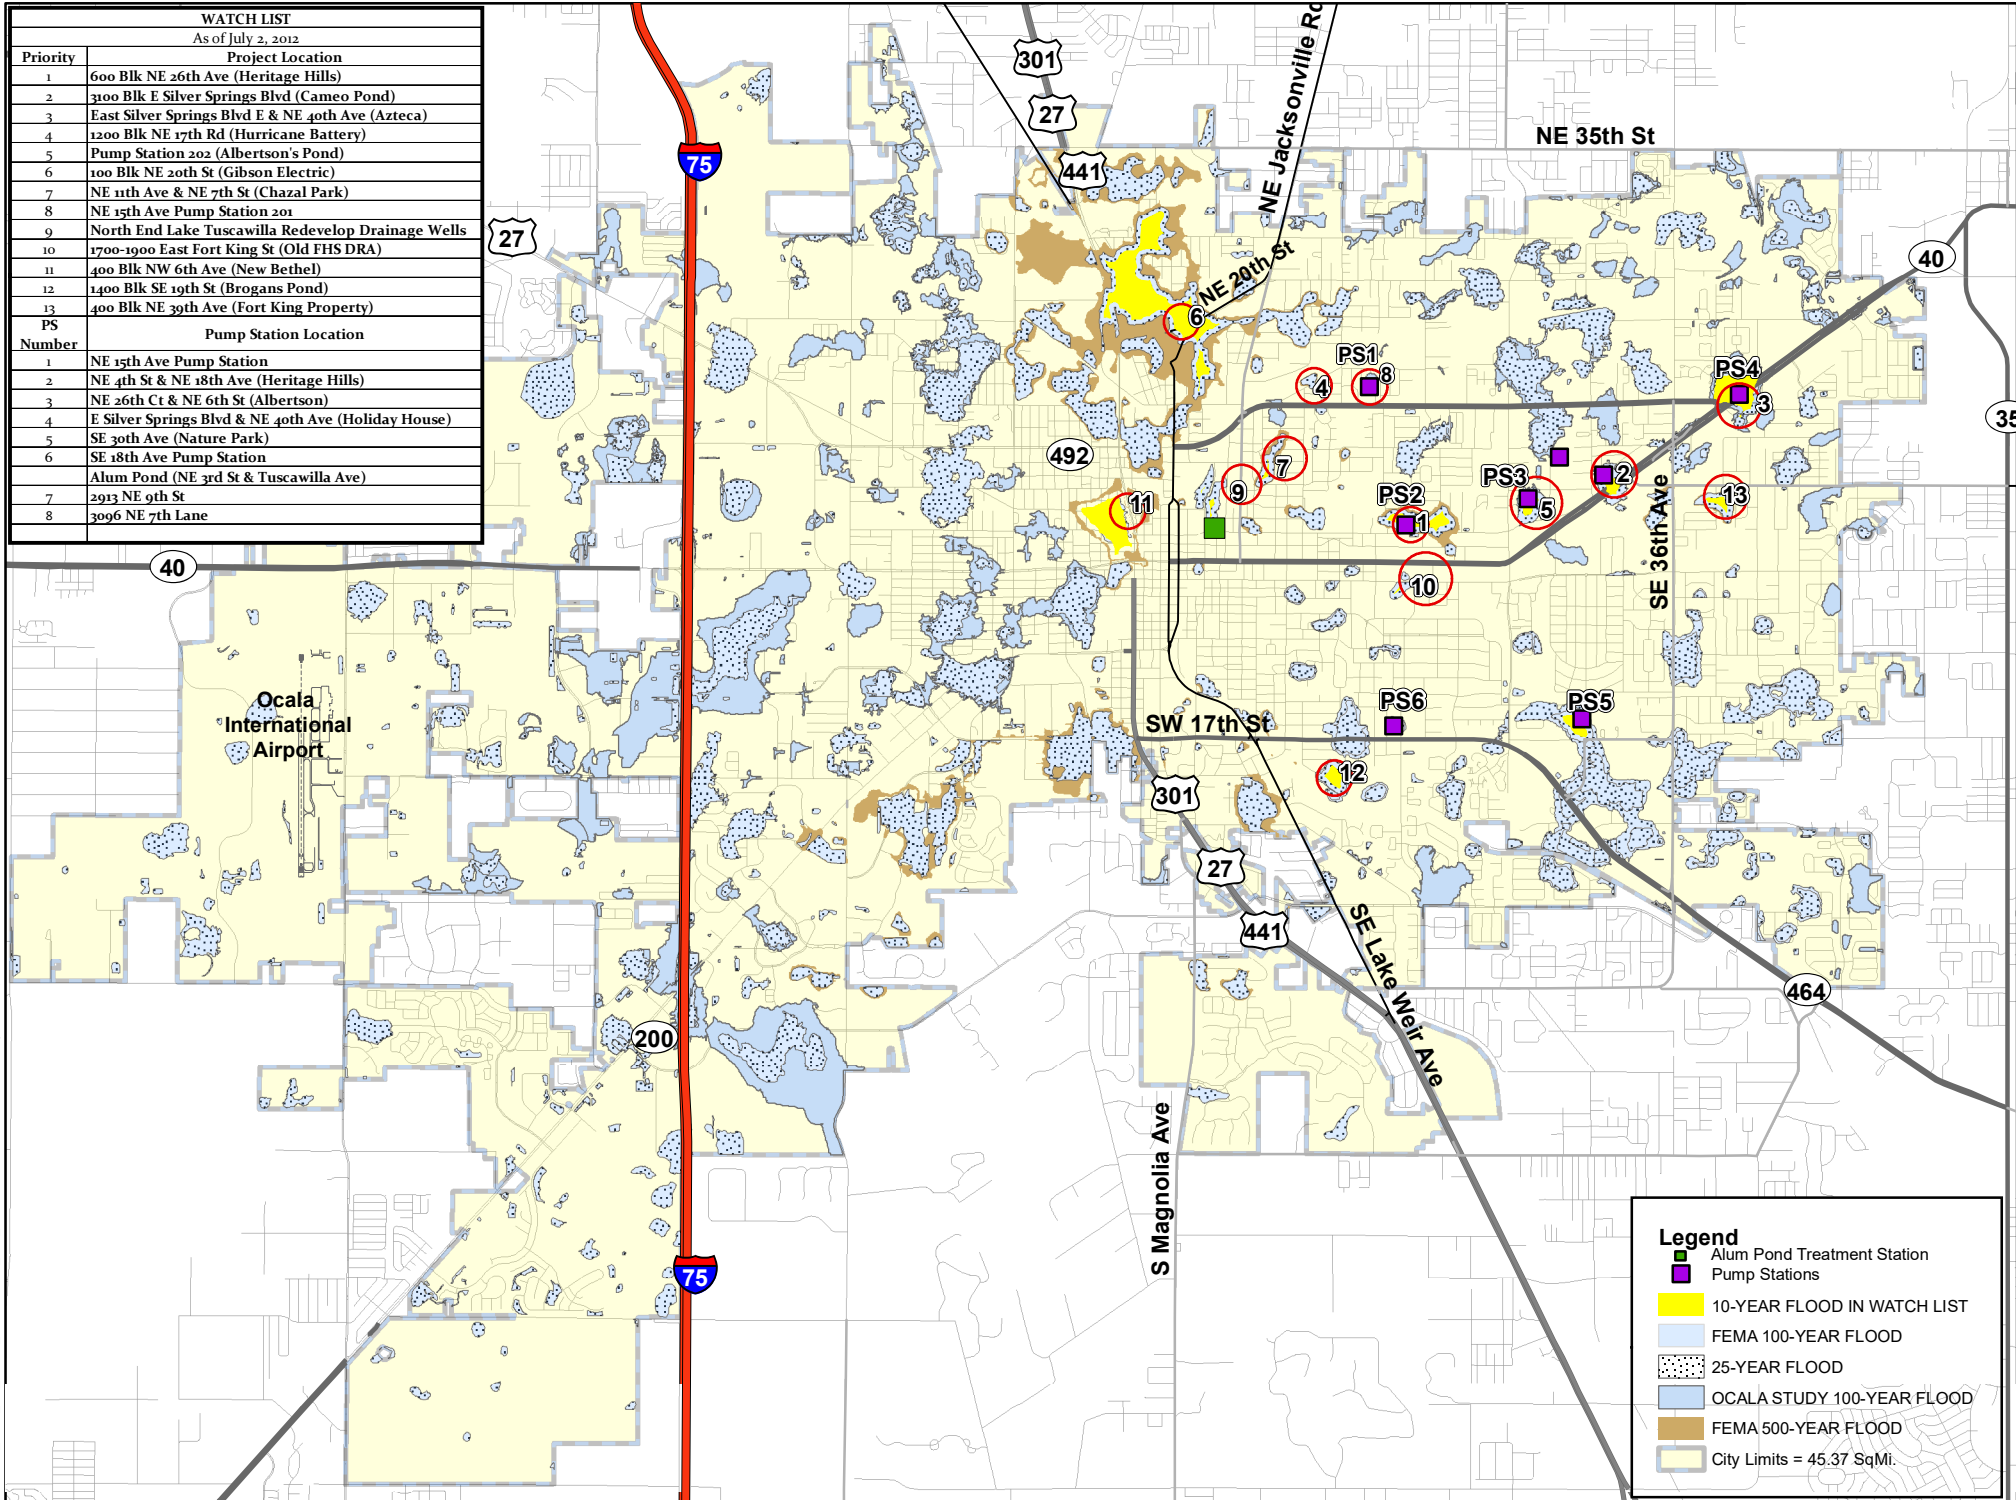 WATCH LIST
As of July 2, 2012
Priority Project Location
1 600 Blk NE 26th Ave (Heritage Hills)
2 3100 Blk E Silver Springs Blvd (Cameo Pond)
3 East Silver Springs Blvd E & NE 40th Ave (Azteca)
4 1200 Blk NE 17th Rd (Hurricane Battery)
5 Pump Station 202 (Albertson's Pond)
6 100 Blk NE 20th St (Gibson Electric)
7 NE 11th Ave & NE 7th St (Chazal Park)
8 NE 15th Ave Pump Station 201
9 North End Lake Tuscawilla Redevelop Drainage Wells
10 1700-1900 East Fort King St (Old FHS DRA)
11 400 Blk NW 6th Ave (New Bethel)
12 1400 Blk SE 19th St (Brogans Pond)
13 400 Blk NE 39th Ave (Fort King Property)
PS Number Pump Station Location
1 NE 15th Ave Pump Station
2 NE 4th St & NE 18th Ave (Heritage Hills)
3 NE 26th Ct & NE 6th St (Albertson)
4 E Silver Springs Blvd & NE 40th Ave (Holiday House)
5 SE 30th Ave (Nature Park)
6 SE 18th Ave Pump Station
Alum Pond (NE 3rd St & Tuscawilla Ave)
7 2913 NE 9th St
8 3096 NE 7th Lane
301
27
441
75
27
NE Jacksonville Rd
NE 35th St
40
NE 20th St
6
PS1
4
8
PS4
3
35
492
7
9
11
PS2
1
PS3
5
2
13
SE 36th Ave
10
40
Ocala
International
Airport
PS6
PS5
SW 17th St
12
301
27
441
SE Lake Weir Ave
464
200
S Magnolia Ave
75
Legend
Alum Pond Treatment Station
Pump Stations
10-YEAR FLOOD IN WATCH LIST
FEMA 100-YEAR FLOOD
25-YEAR FLOOD
OCALA STUDY 100-YEAR FLOOD
FEMA 500-YEAR FLOOD
City Limits = 45.37 SqMi.